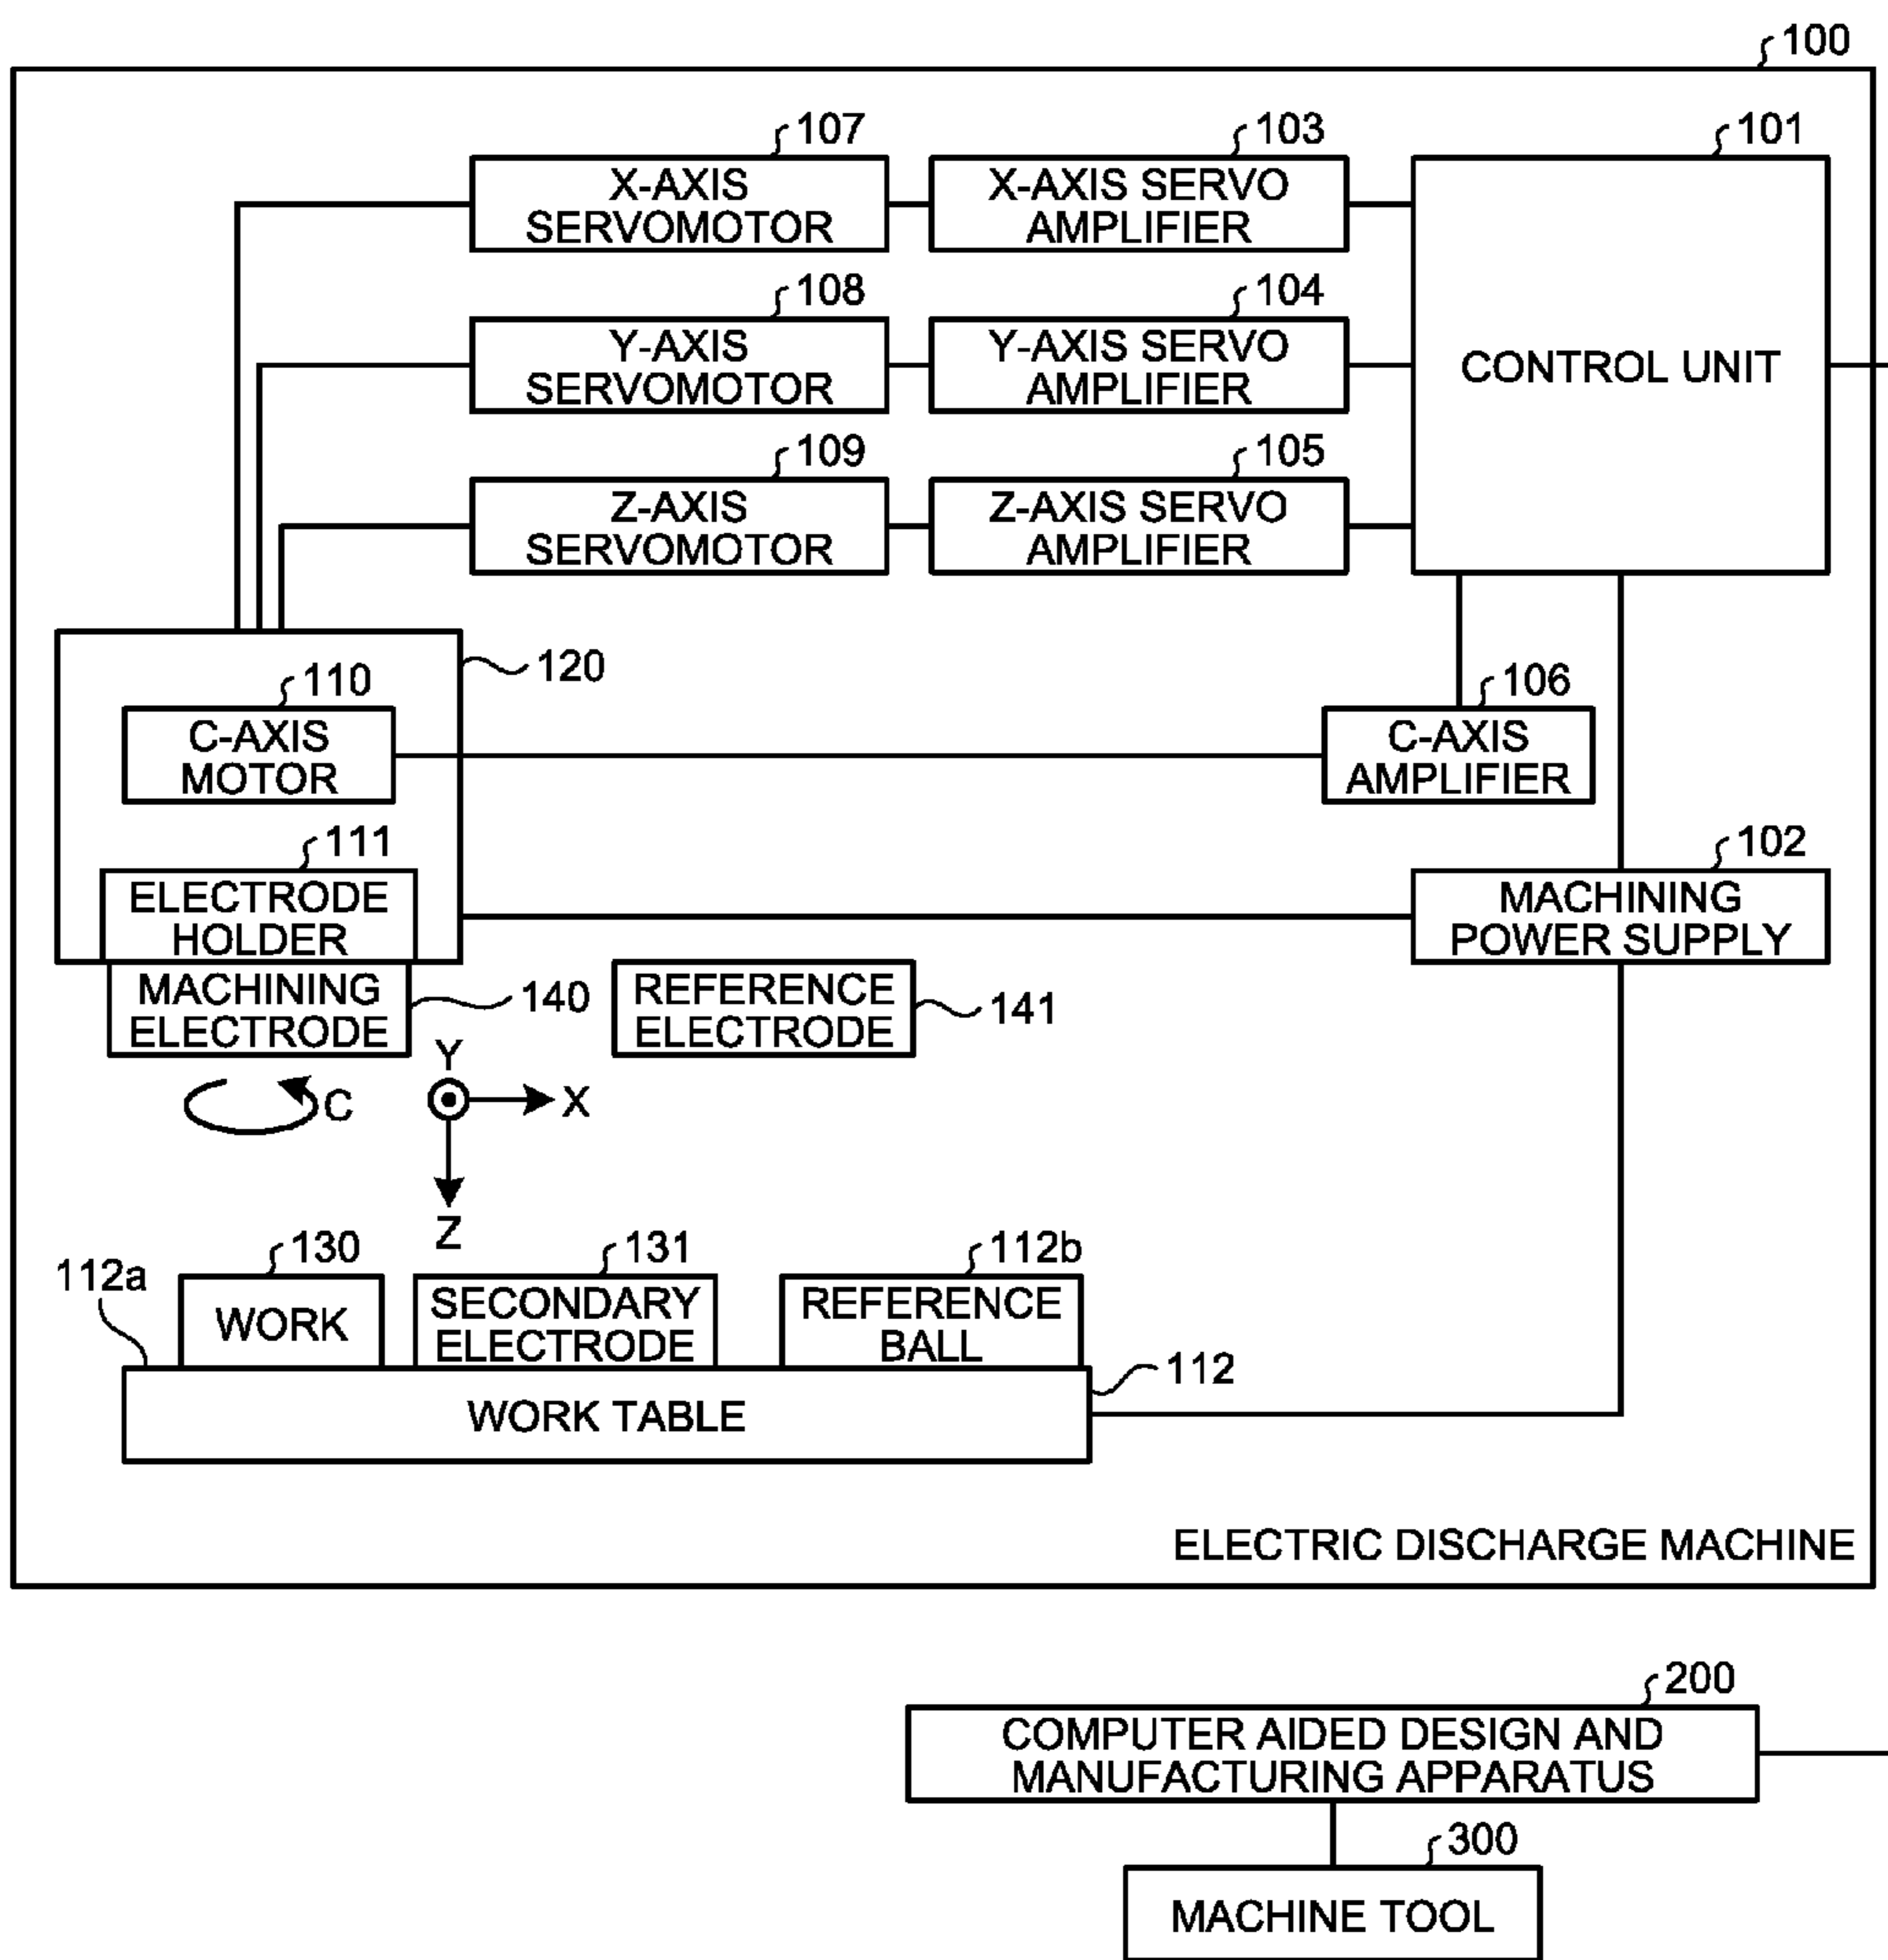 100
107
103
101
X-AXIS
SERVOMOTOR
X-AXIS SERVO
AMPLIFIER
108
104
Y-AXIS
SERVOMOTOR
Y-AXIS SERVO
AMPLIFIER
CONTROL UNIT
109
105
Z-AXIS
SERVOMOTOR
Z-AXIS SERVO
AMPLIFIER
120
110
106
C-AXIS
MOTOR
C-AXIS
AMPLIFIER
111
102
ELECTRODE
HOLDER
MACHINING
POWER SUPPLY
MACHINING
ELECTRODE
140
REFERENCE
ELECTRODE
141
Y
X
C
Z
130
131
112b
112a
WORK
SECONDARY
ELECTRODE
REFERENCE
BALL
112
WORK TABLE
ELECTRIC DISCHARGE MACHINE
200
COMPUTER AIDED DESIGN AND
MANUFACTURING APPARATUS
300
MACHINE TOOL